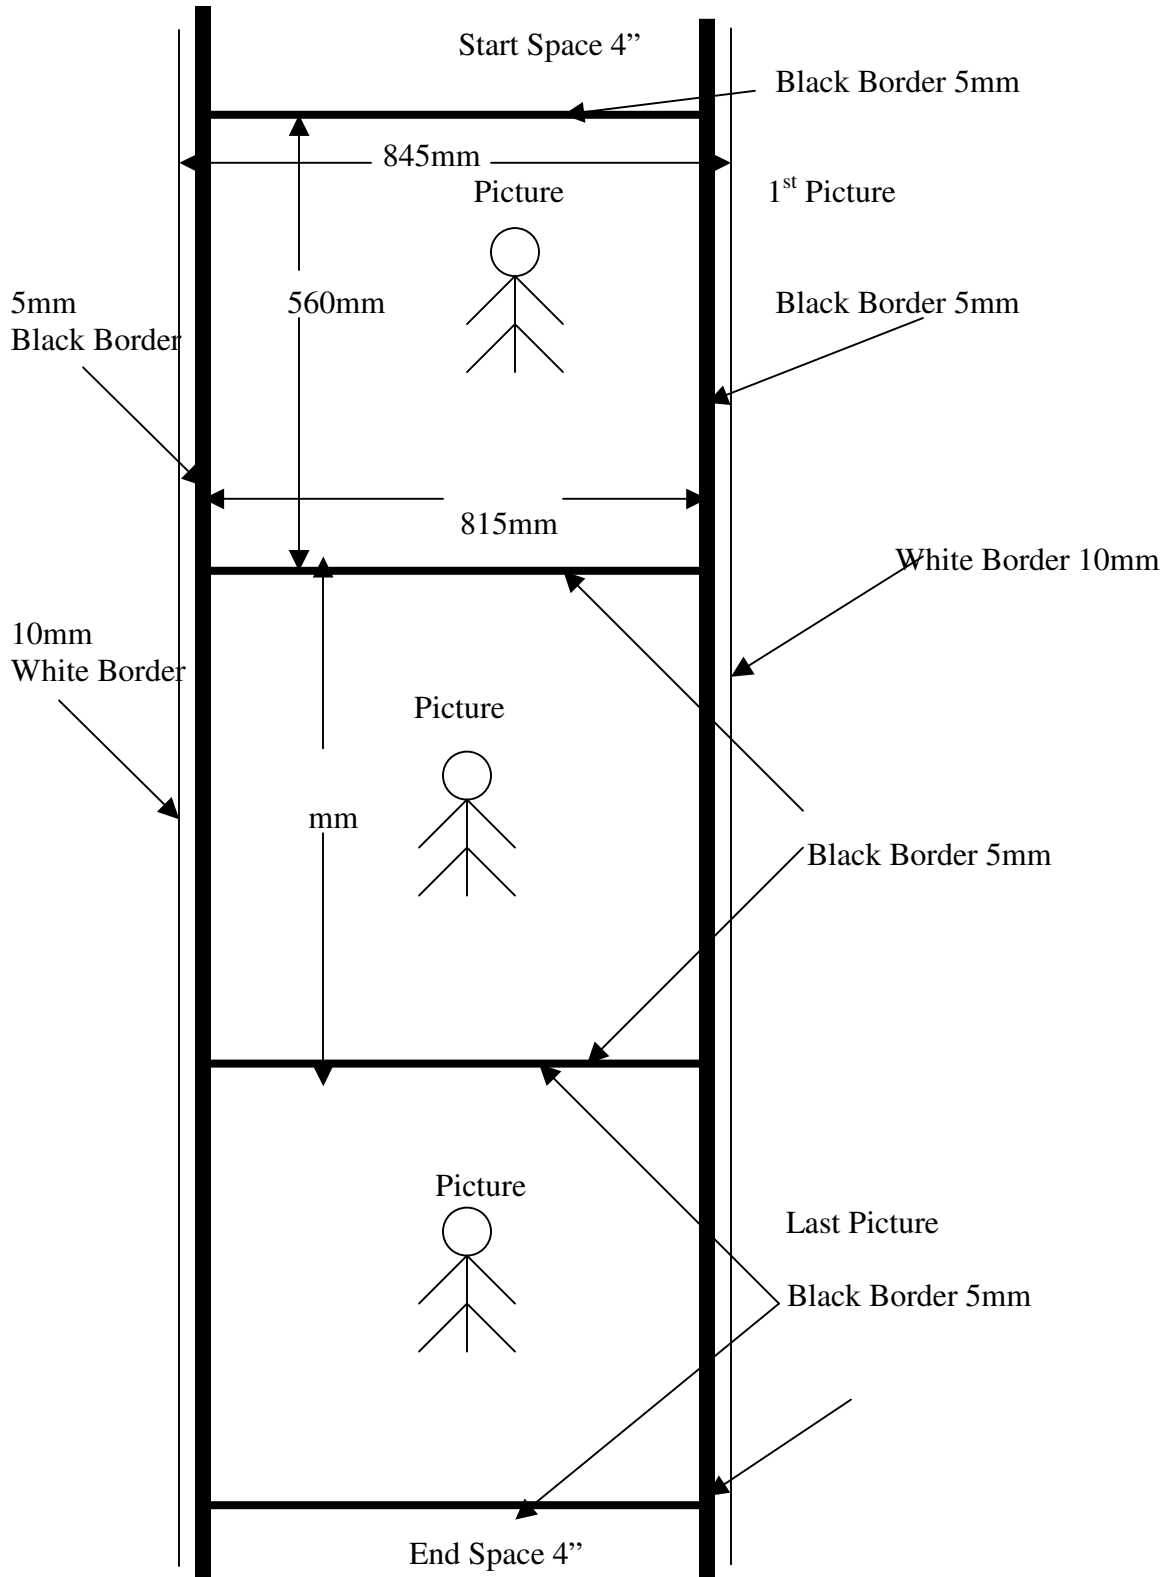 Start Space 4”
Black Border 5mm
845mm
Picture
1st Picture
5mm
Black Border
560mm
Black Border 5mm
815mm
White Border 10mm
10mm
White Border
Picture
mm
Black Border 5mm
Picture
Last Picture
Black Border 5mm
End Space 4”